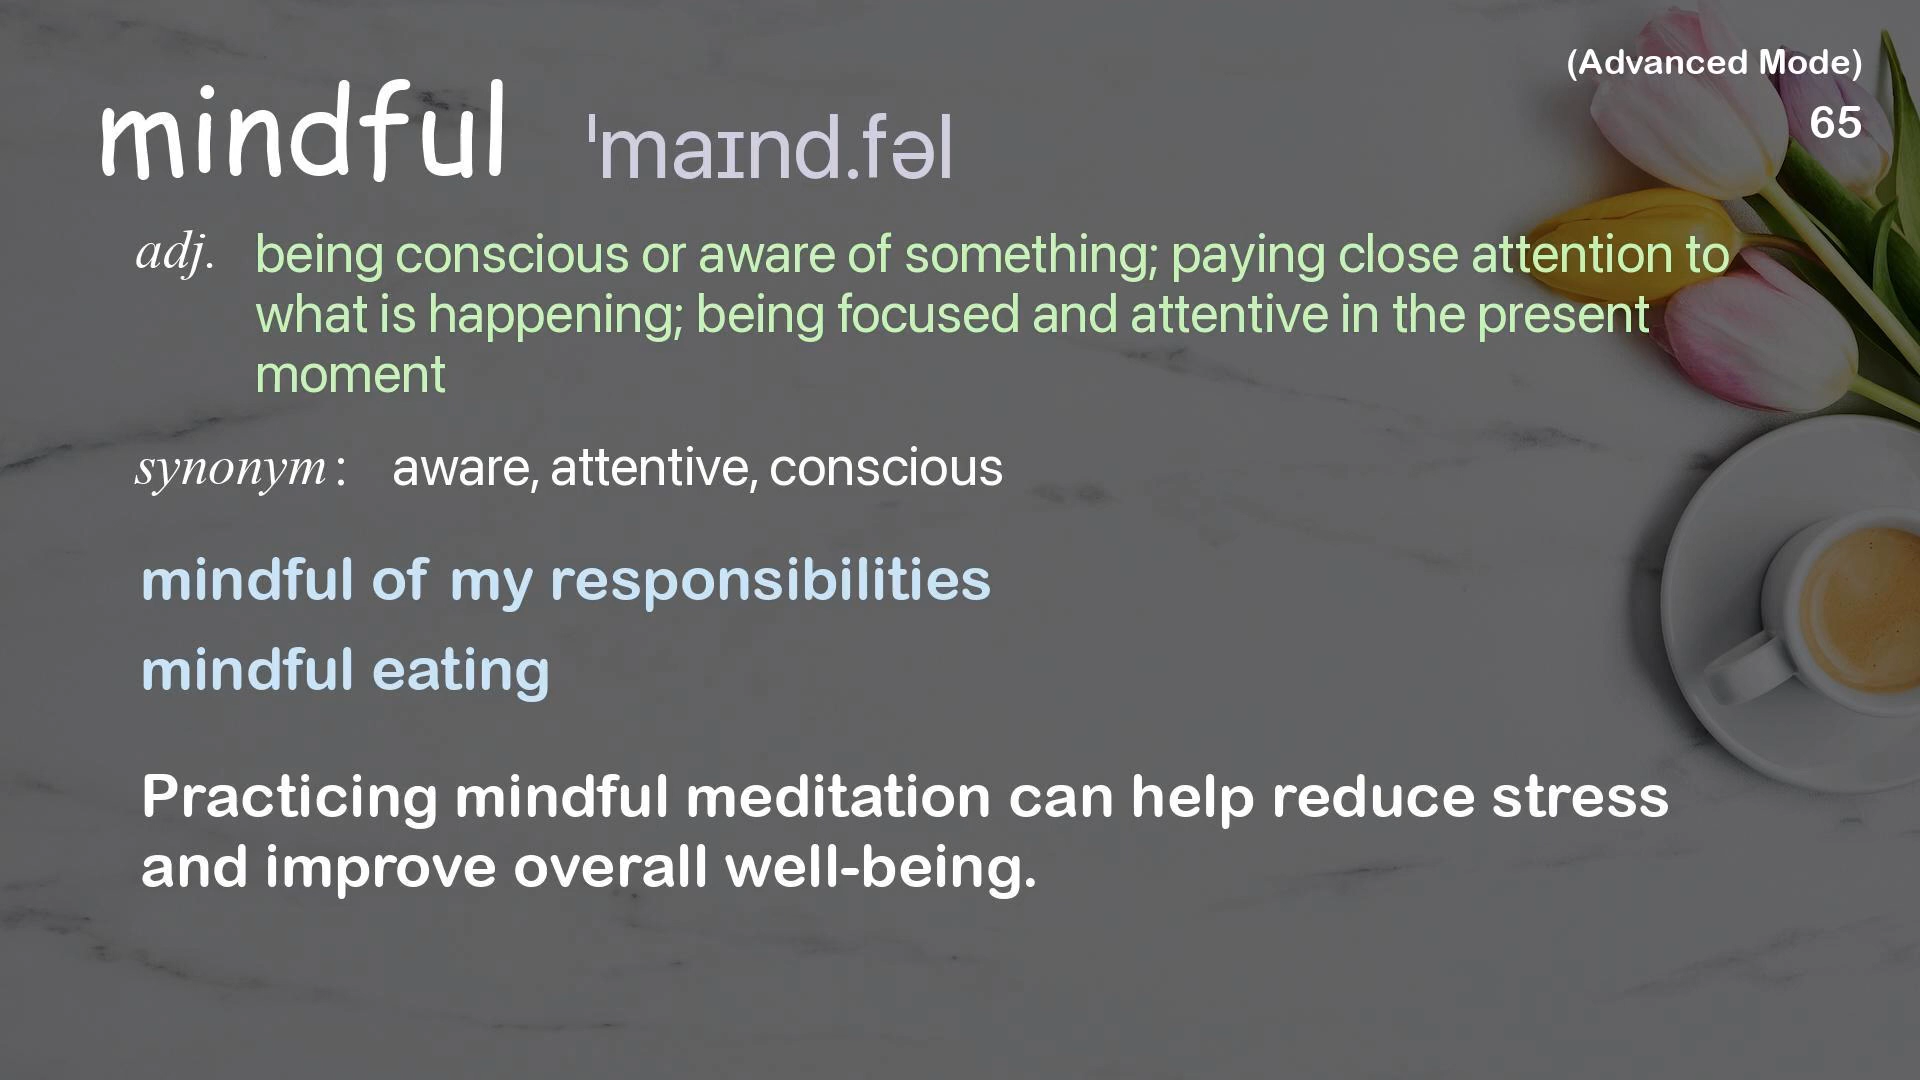 (Advanced Mode)
65
mindful ˈmaɪnd.fəl
adj. being conscious or aware of something; paying close attention to
what is happening; being focused and attentive in the present
moment
synonym: aware, attentive, conscious
mindful of my responsibilities
mindful eating
Practicing mindful meditation can help reduce stress
and improve overall well-being.